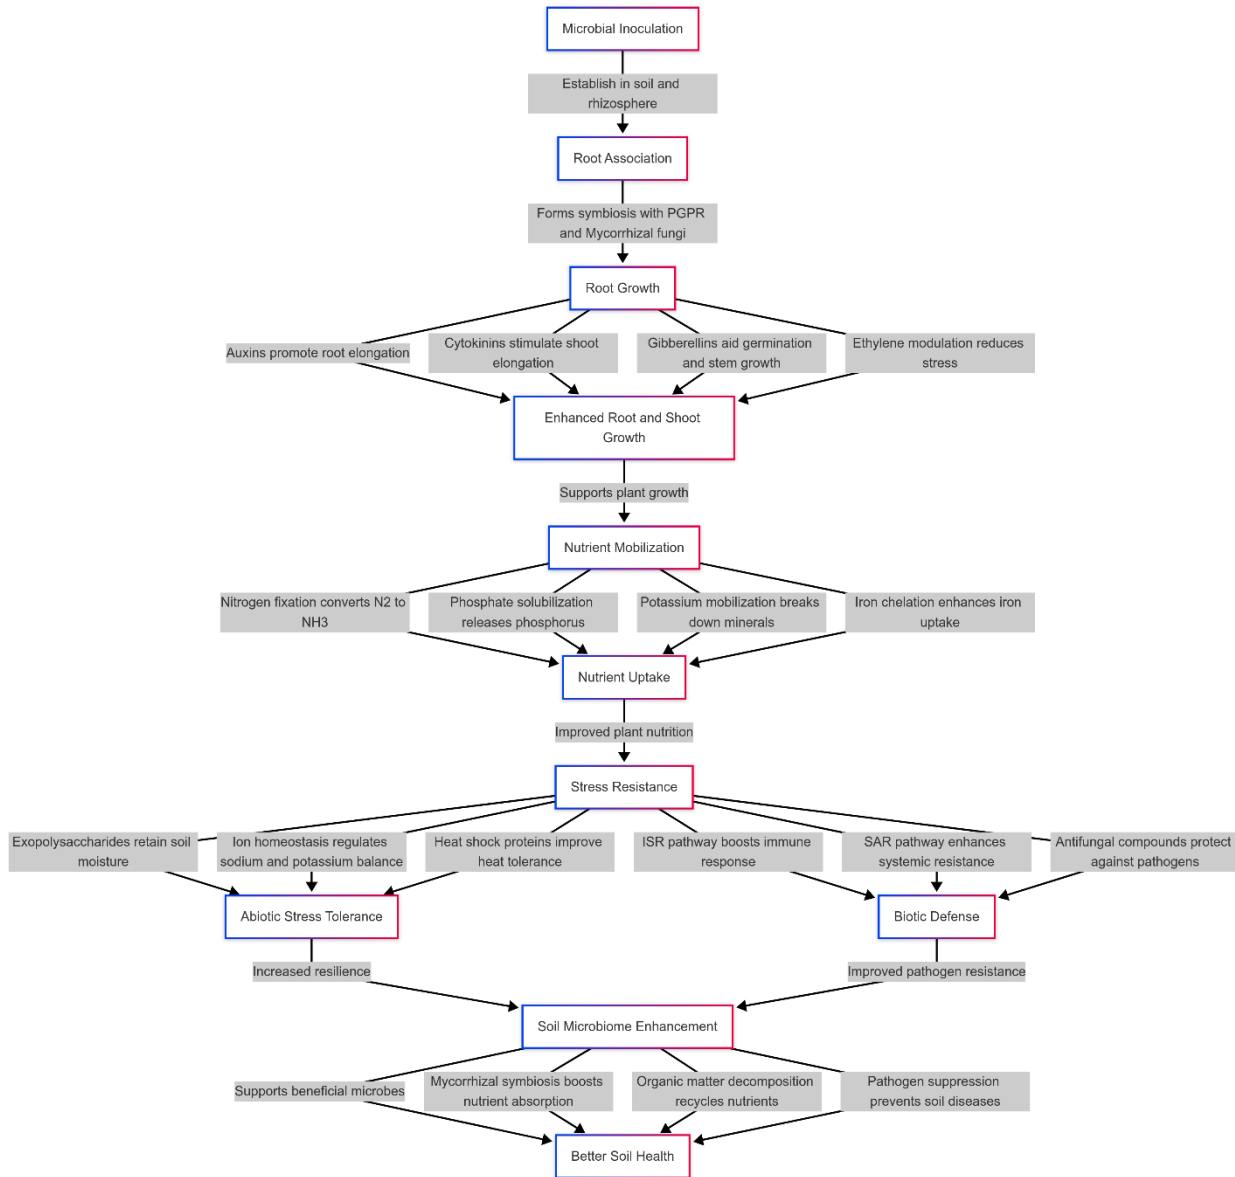 Microbial Inoculation
Establish in soil and
rhizosphere
Root Association
Forms symbiosis with PGPR
and Mycorrhizal fungi
Root Growth
Auxins promote root elongation
Cytokinins stimulate shoot
elongation
Gibberellins aid germination
and stem growth
Ethylene modulation reduces
stress
Enhanced Root and Shoot
Growth
Supports plant growth
Nutrient Mobilization
Nitrogen fixation converts N2 to
NH3
Phosphate solubilization
releases phosphorus
Potassium mobilization breaks
down minerals
Iron chelation enhances iron
uptake
Nutrient Uptake
Improved plant nutrition
Stress Resistance
Exopolysaccharides retain soil
moisture
Ion homeostasis regulates
sodium and potassium balance
Heat shock proteins improve
heat tolerance
ISR pathway boosts immune
response
SAR pathway enhances
systemic resistance
Antifungal compounds protect
against pathogens
Abiotic Stress Tolerance
Biotic Defense
Increased resilience
Improved pathogen resistance
Soil Microbiome Enhancement
Supports beneficial microbes
Mycorrhizal symbiosis boosts
nutrient absorption
Organic matter decomposition
recycles nutrients
Pathogen suppression
prevents soil diseases
Better Soil Health